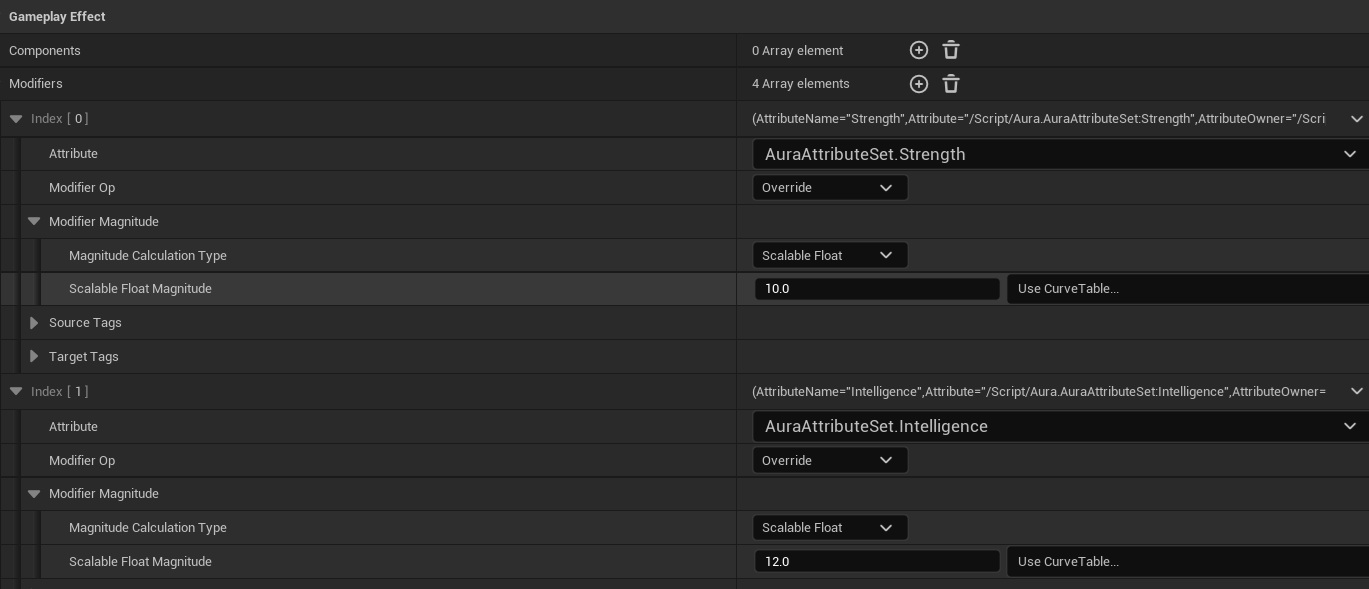 Gameplay Effect
Components 0 Array element
Modifiers 4 Array elements
Index [ 0 ] (AttributeName="Strength",Attribute="/Script/Aura.AuraAttributeSet:Strength",AttributeOwner="/Scri
Attribute AuraAttributeSet.Strength
Modifier Op Override
Modifier Magnitude
Magnitude Calculation Type Scalable Float
Scalable Float Magnitude 10.0 Use CurveTable...
Source Tags
Target Tags
Index [ 1 ] (AttributeName="Intelligence",Attribute="/Script/Aura.AuraAttributeSet:Intelligence",AttributeOwner=
Attribute AuraAttributeSet.Intelligence
Modifier Op Override
Modifier Magnitude
Magnitude Calculation Type Scalable Float
Scalable Float Magnitude 12.0 Use CurveTable...